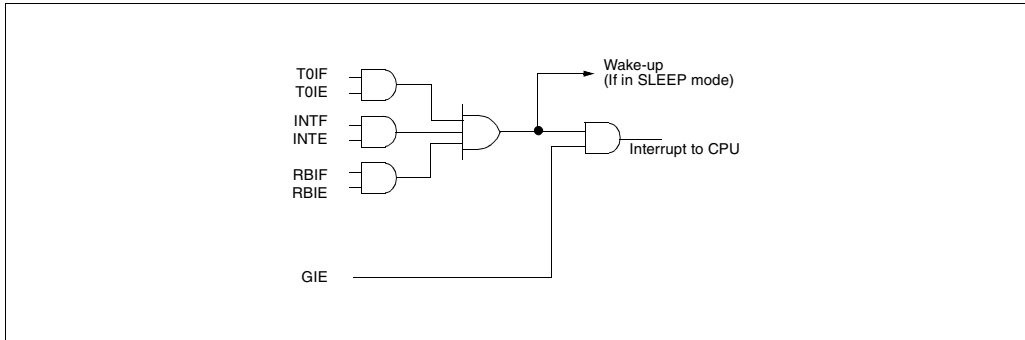 T0IF
T0IE
INTF
INTE
RBIF
RBIE
GIE
Wake-up
(If in SLEEP mode)
Interrupt to CPU